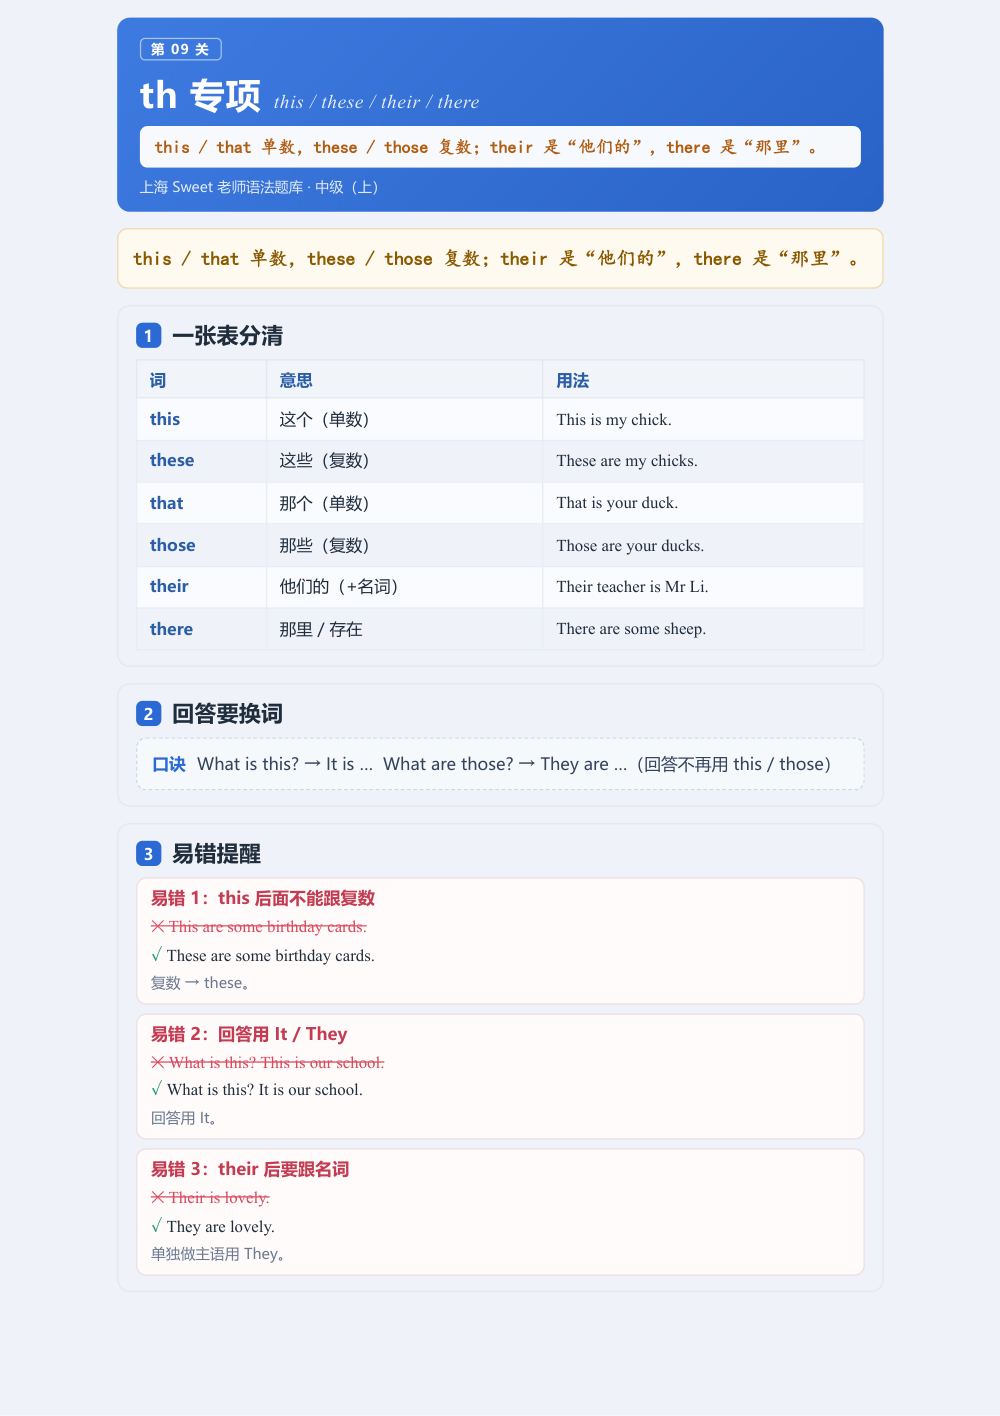 第 09 关
th 专项 this / these / their / there
this / that 单数，these / those 复数；their 是“他们的”，there 是“那里”。
上海 Sweet 老师语法题库 · 中级（上）
this / that 单数，these / those 复数；their 是“他们的”，there 是“那里”。
1 一张表分清
词 意思 用法
this 这个（单数） This is my chick.
these 这些（复数） These are my chicks.
that 那个（单数） That is your duck.
those 那些（复数） Those are your ducks.
their 他们的（+名词） Their teacher is Mr Li.
there 那里 / 存在 There are some sheep.
2 回答要换词
口诀 What is this? → It is … What are those? → They are …（回答不再用 this / those）
3 易错提醒
易错 1：this 后面不能跟复数
✕ This are some birthday cards.
√ These are some birthday cards.
复数 → these。
易错 2：回答用 It / They
✕ What is this? This is our school.
√ What is this? It is our school.
回答用 It。
易错 3：their 后要跟名词
✕ Their is lovely.
√ They are lovely.
单独做主语用 They。